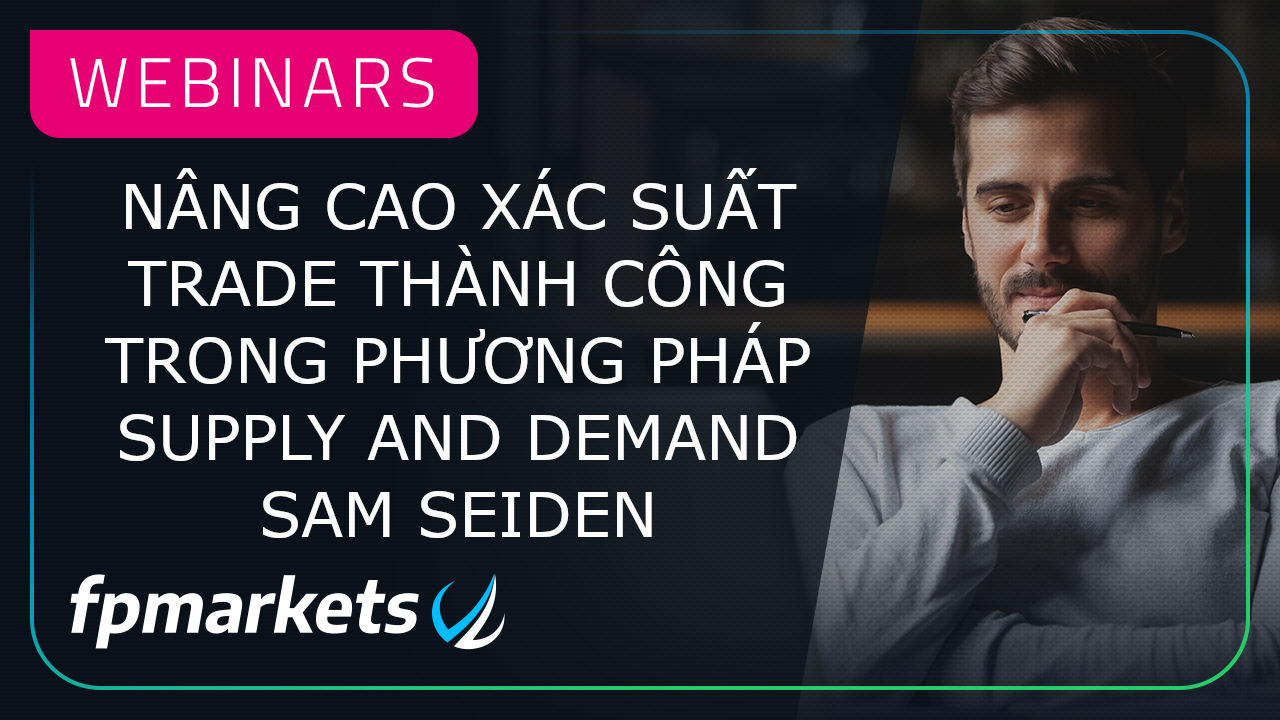 WEBINARS
NÂNG CAO XÁC SUẤT
TRADE THÀNH CÔNG
TRONG PHƯƠNG PHÁP
SUPPLY AND DEMAND
SAM SEIDEN
fpmarkets